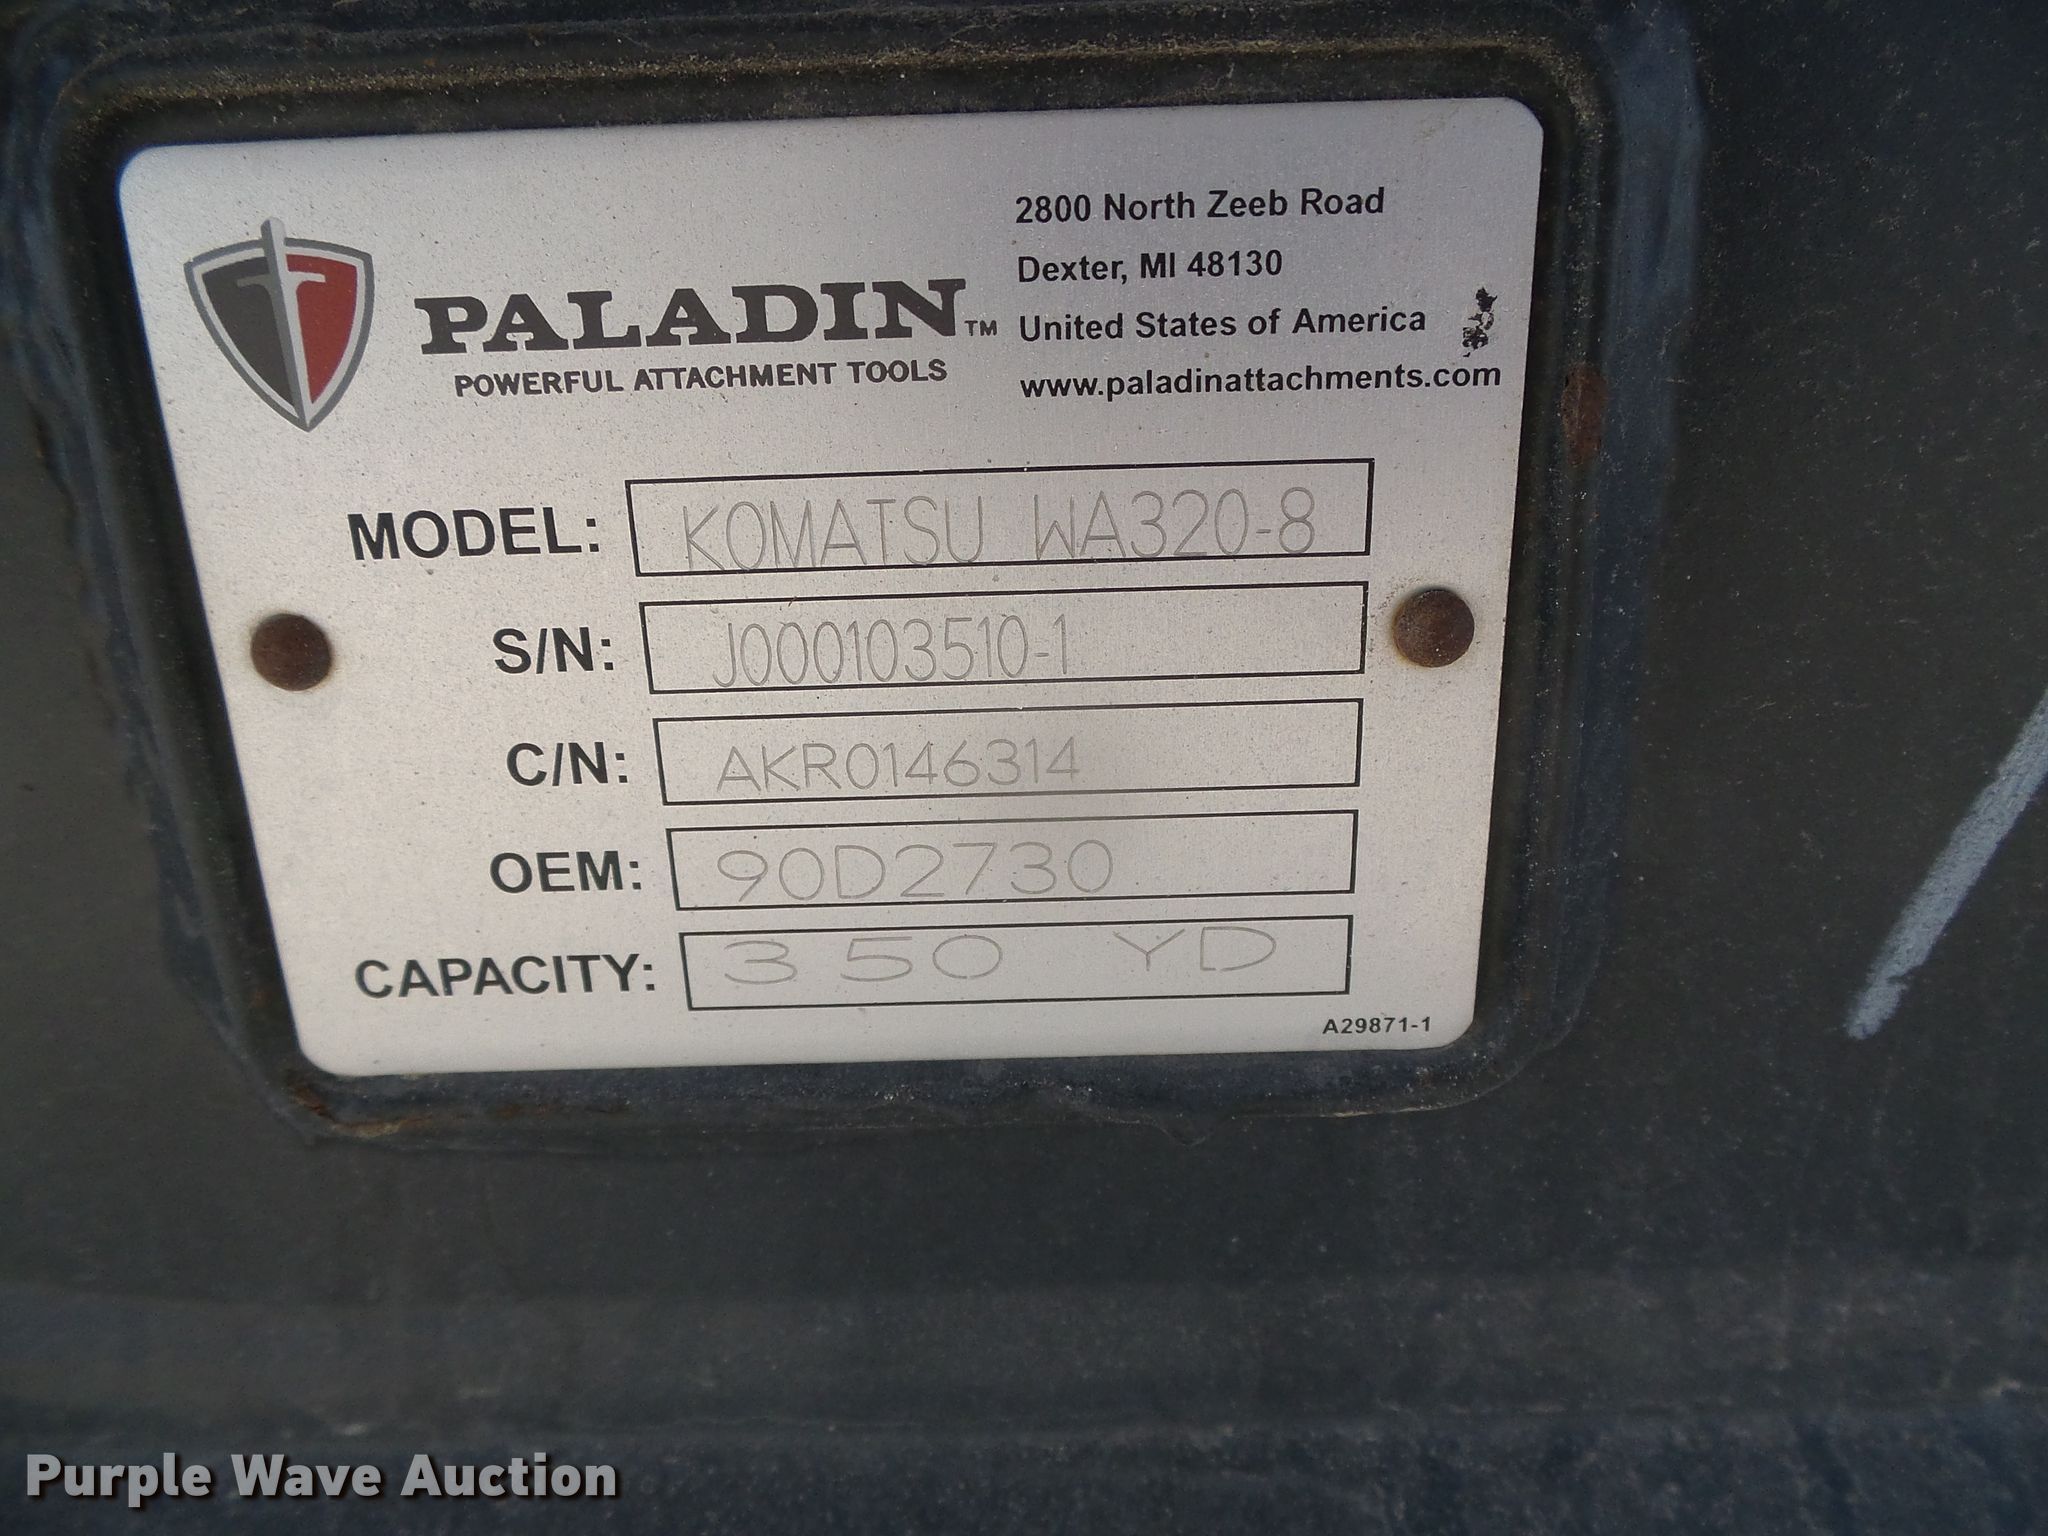 PALADIN™
POWERFUL ATTACHMENT TOOLS
2800 North Zeeb Road
Dexter, MI 48130
United States of America
www.paladinattachments.com
MODEL: KOMATSU WA320-8
S/N: J000103510-1
C/N: AKR0146314
OEM: 90D2730
CAPACITY: 3 50 YD
A29871-1
Purple Wave Auction